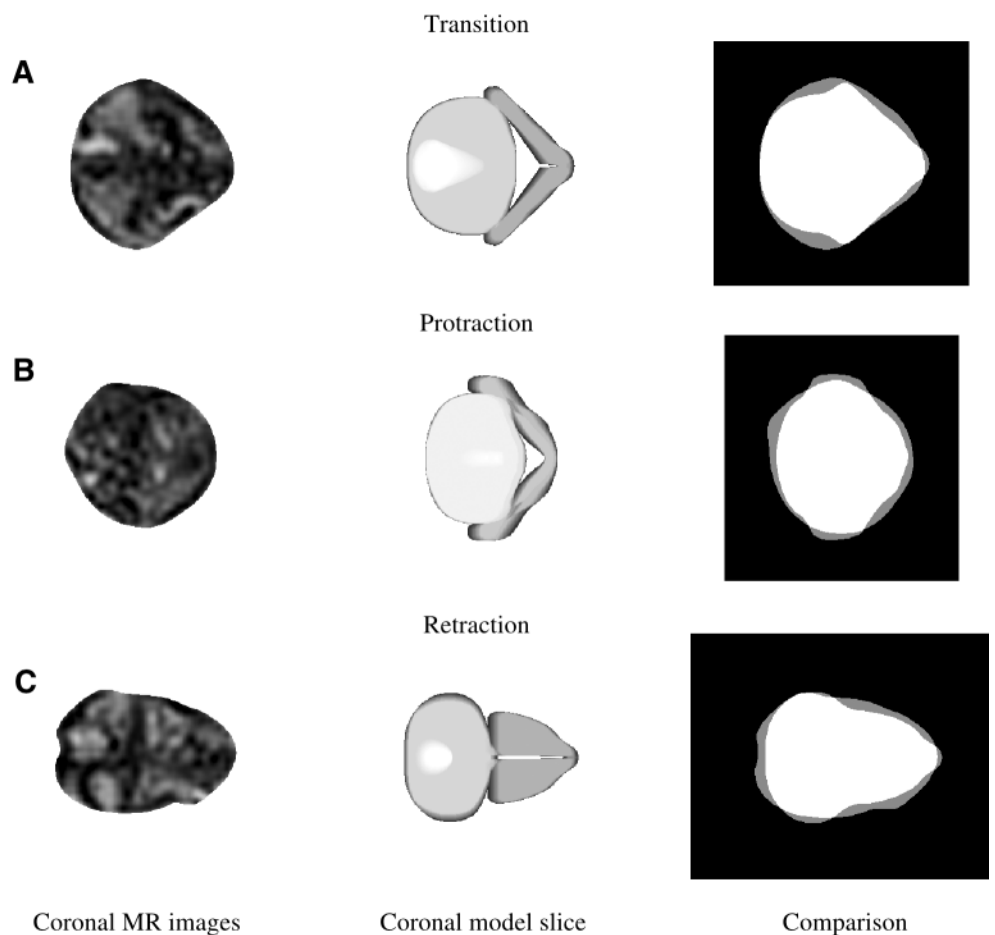 Transition
A
Protraction
B
Retraction
C
Coronal MR images
Coronal model slice
Comparison